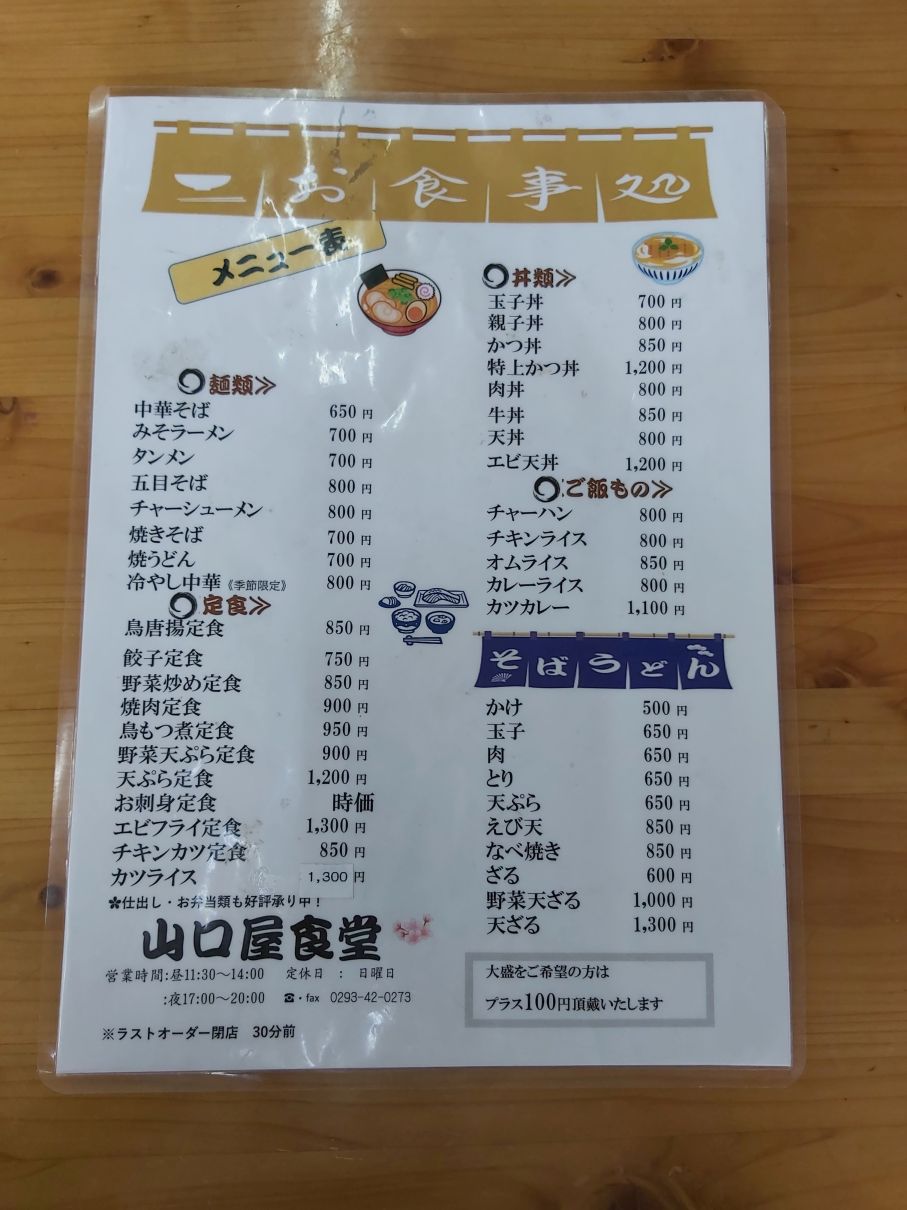 お食事処
メニュー表
麺類≫
中華そば 650円
みそラーメン 700円
タンメン 700円
五目そば 800円
チャーシューメン 800円
焼きそば 700円
焼うどん 700円
冷やし中華《季節限定》 800円
定食≫
鳥唐揚定食 850円
餃子定食 750円
野菜炒め定食 850円
焼肉定食 900円
鳥もつ煮定食 950円
野菜天ぷら定食 900円
天ぷら定食 1,200円
お刺身定食 時価
エビフライ定食 1,300円
チキンカツ定食 850円
カツライス 1,300円
✽仕出し・お弁当類も好評承り中！
山口屋食堂
営業時間:昼11:30～14:00 定休日 : 日曜日
:夜17:00～20:00 ☎・fax 0293-42-0273
※ラストオーダー閉店 30分前
丼類≫
玉子丼 700円
親子丼 800円
かつ丼 850円
特上かつ丼 1,200円
肉丼 800円
牛丼 850円
天丼 800円
エビ天丼 1,200円
ご飯もの≫
チャーハン 800円
チキンライス 800円
オムライス 850円
カレーライス 800円
カツカレー 1,100円
そばうどん
かけ 500円
玉子 650円
肉 650円
とり 650円
天ぷら 650円
えび天 850円
なべ焼き 850円
ざる 600円
野菜天ざる 1,000円
天ざる 1,300円
大盛をご希望の方は
プラス100円頂戴いたします